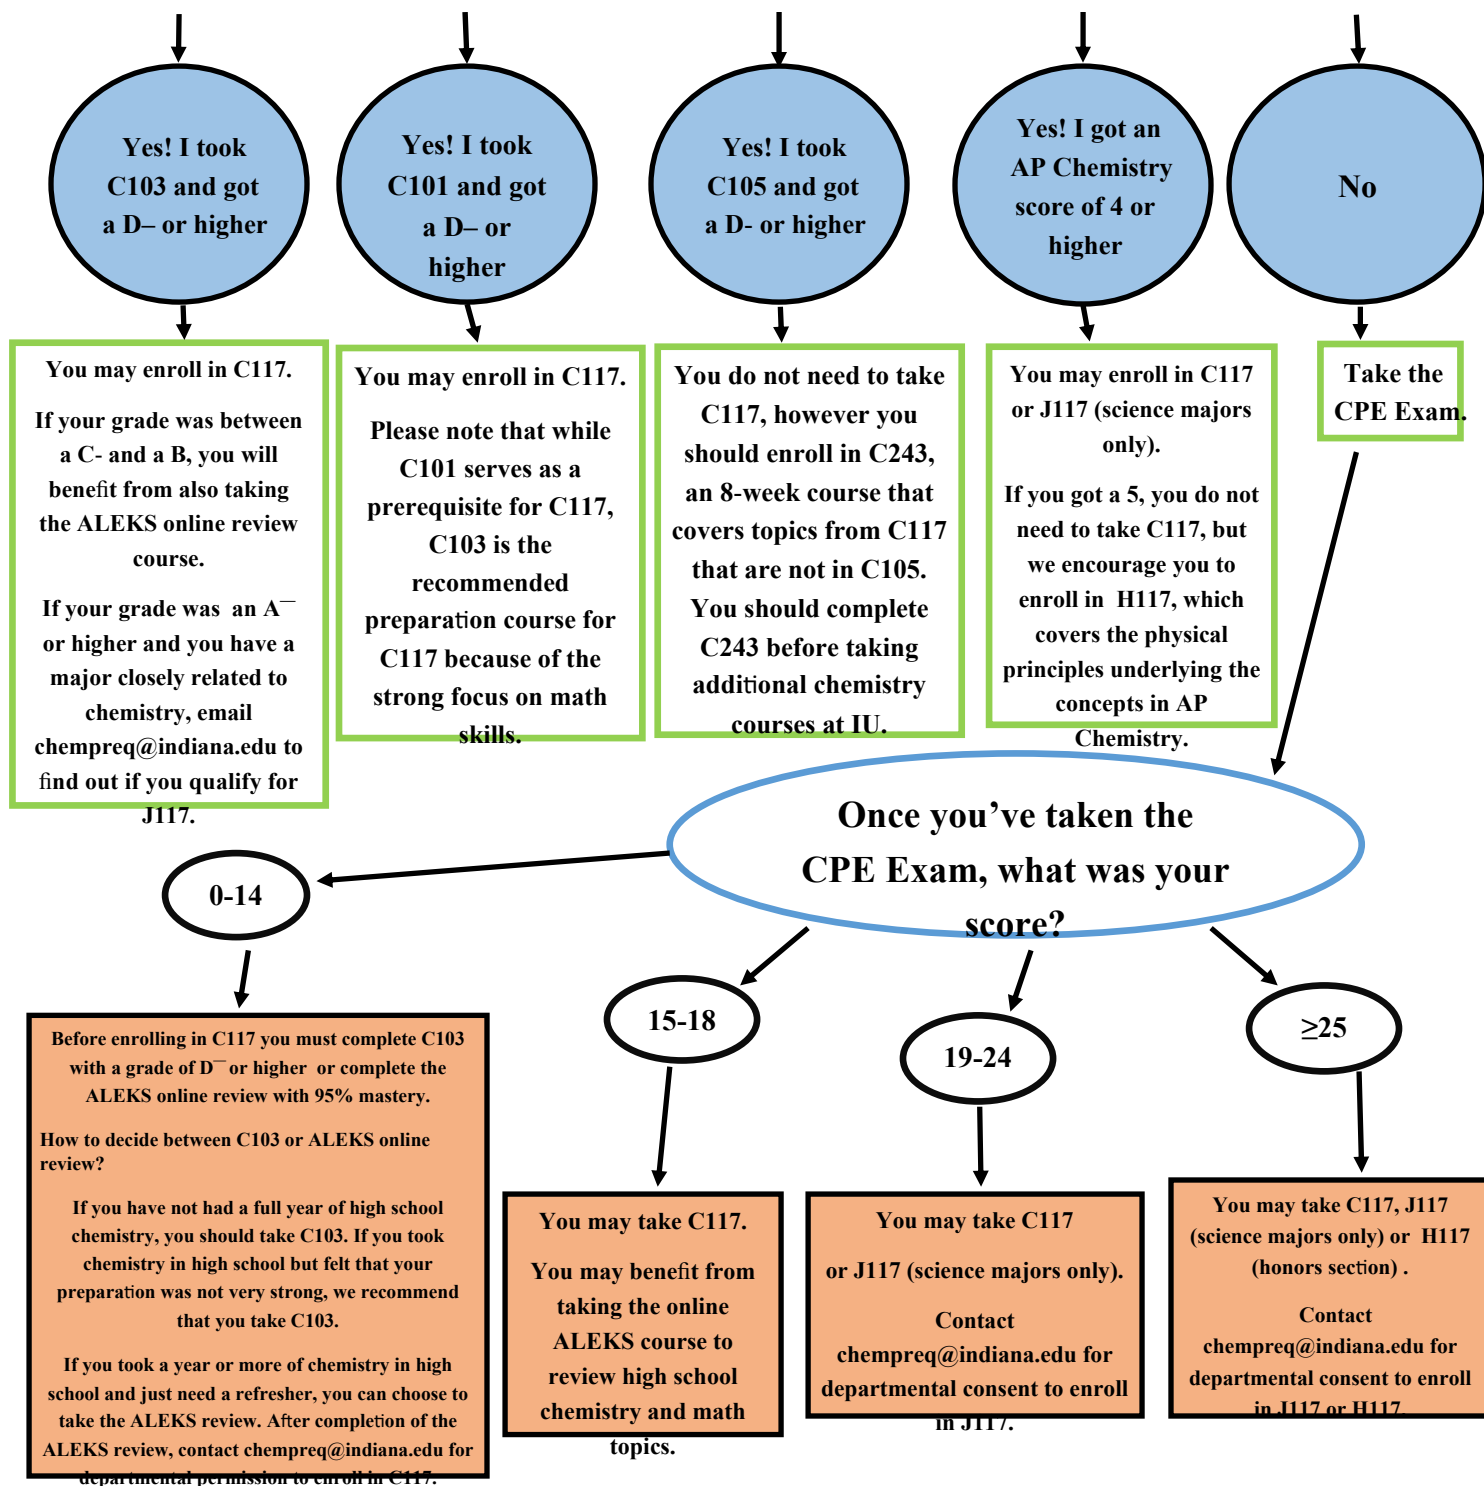 Yes! I took
C103 and got
a D– or higher
Yes! I took
C101 and got
a D– or
higher
Yes! I took
C105 and got
a D- or higher
Yes! I got an
AP Chemistry
score of 4 or
higher
No
You may enroll in C117.
If your grade was between
a C- and a B, you will
benefit from also taking
the ALEKS online review
course.
If your grade was an A¯
or higher and you have a
major closely related to
chemistry, email
chempreq@indiana.edu to
find out if you qualify for
J117.
You may enroll in C117.
Please note that while
C101 serves as a
prerequisite for C117,
C103 is the
recommended
preparation course for
C117 because of the
strong focus on math
skills.
You do not need to take
C117, however you
should enroll in C243,
an 8-week course that
covers topics from C117
that are not in C105.
You should complete
C243 before taking
additional chemistry
courses at IU.
You may enroll in C117
or J117 (science majors
only).
If you got a 5, you do not
need to take C117, but
we encourage you to
enroll in H117, which
covers the physical
principles underlying the
concepts in AP
Chemistry.
Take the
CPE Exam.
Once you’ve taken the
CPE Exam, what was your
score?
0-14
15-18
19-24
≥25
Before enrolling in C117 you must complete C103
with a grade of D¯ or higher or complete the
ALEKS online review with 95% mastery.
How to decide between C103 or ALEKS online
review?
If you have not had a full year of high school
chemistry, you should take C103. If you took
chemistry in high school but felt that your
preparation was not very strong, we recommend
that you take C103.
If you took a year or more of chemistry in high
school and just need a refresher, you can choose to
take the ALEKS review. After completion of the
ALEKS review, contact chempreq@indiana.edu for
departmental permission to enroll in C117.
You may take C117.
You may benefit from
taking the online
ALEKS course to
review high school
chemistry and math
topics.
You may take C117
or J117 (science majors only).
Contact
chempreq@indiana.edu for
departmental consent to enroll
in J117.
You may take C117, J117
(science majors only) or H117
(honors section) .
Contact
chempreq@indiana.edu for
departmental consent to enroll
in J117 or H117.